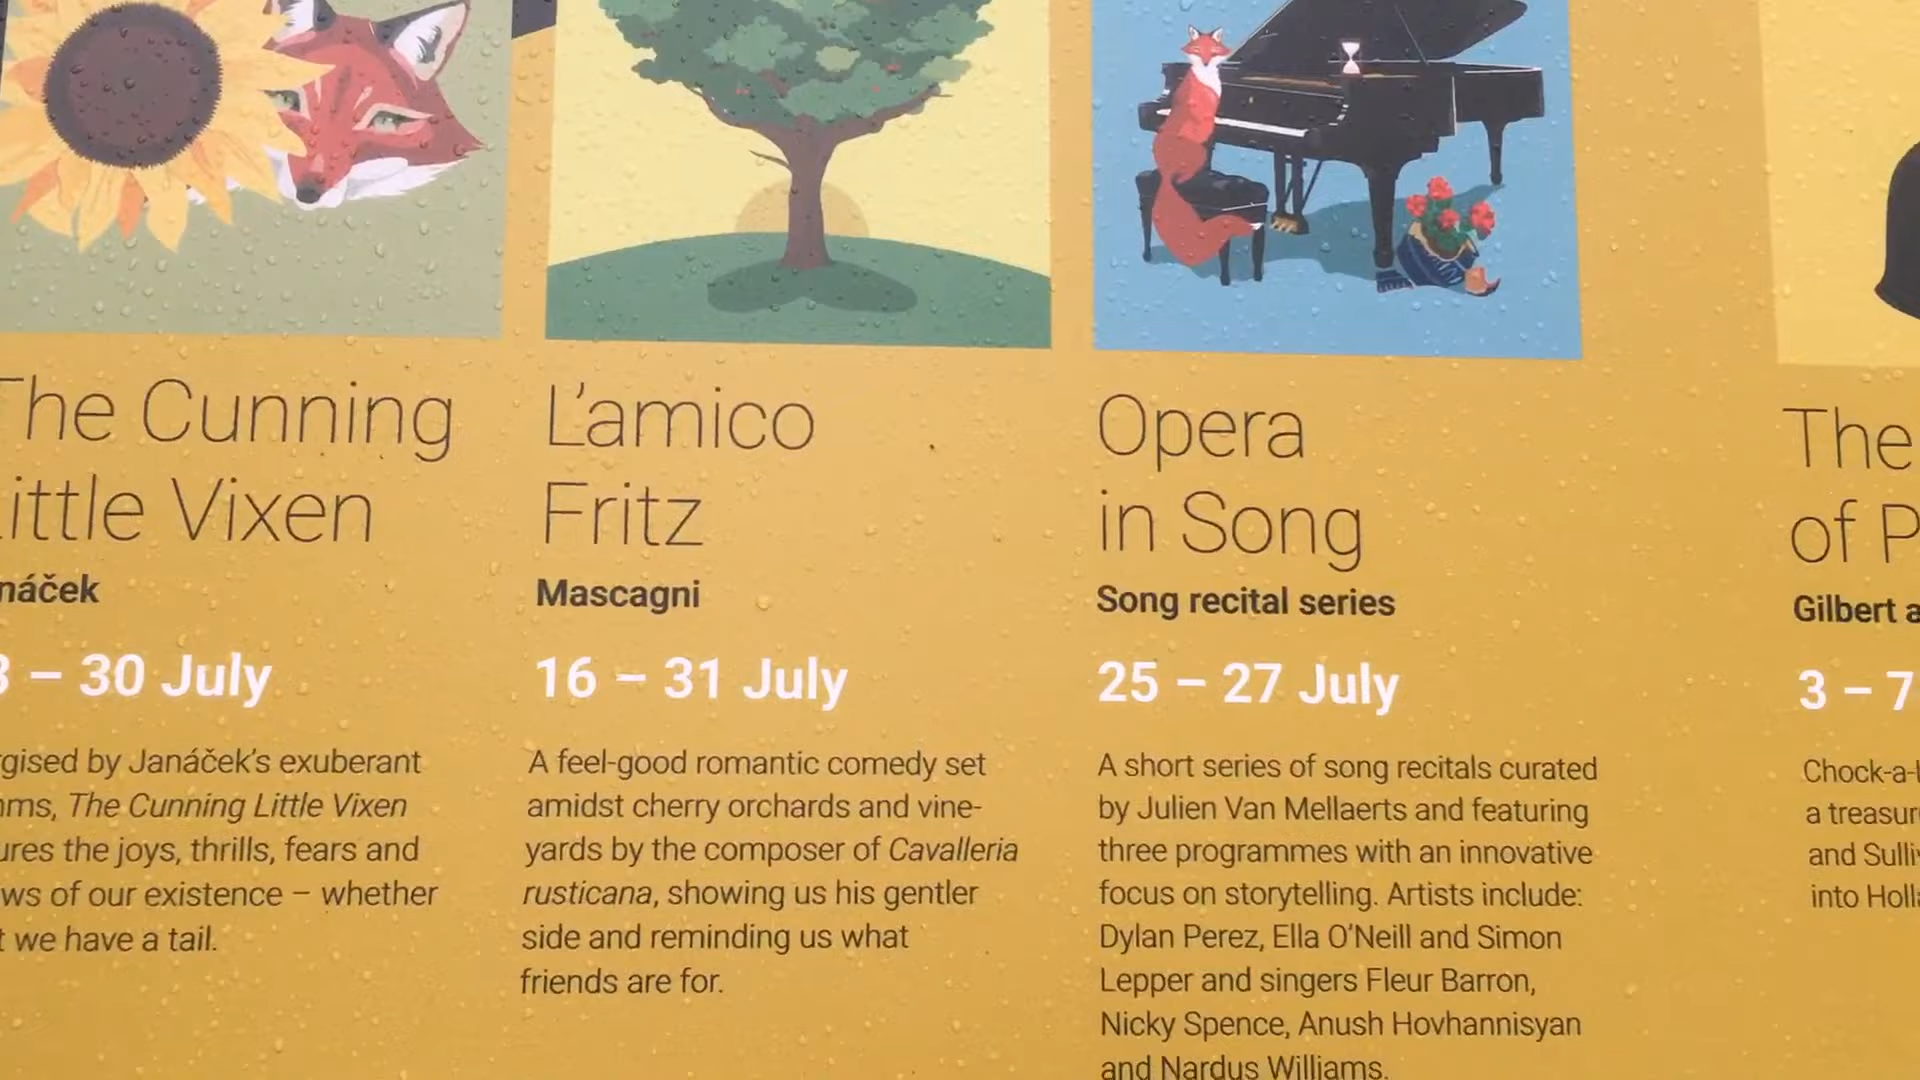 The Cunning
Little Vixen
náček
– 30 July
rgised by Janáček's exuberant
ms, The Cunning Little Vixen
ures the joys, thrills, fears and
ws of our existence – whether
t we have a tail.
L'amico
Fritz
Mascagni
16 – 31 July
A feel-good romantic comedy set
amidst cherry orchards and vine-
yards by the composer of Cavalleria
rusticana, showing us his gentler
side and reminding us what
friends are for.
Opera
in Song
Song recital series
25 – 27 July
A short series of song recitals curated
by Julien Van Mellaerts and featuring
three programmes with an innovative
focus on storytelling. Artists include:
Dylan Perez, Ella O'Neill and Simon
Lepper and singers Fleur Barron,
Nicky Spence, Anush Hovhannisyan
and Nardus Williams.
The
of P
Gilbert a
3 – 7
Chock-a-b
a treasur
and Sulliv
into Holla